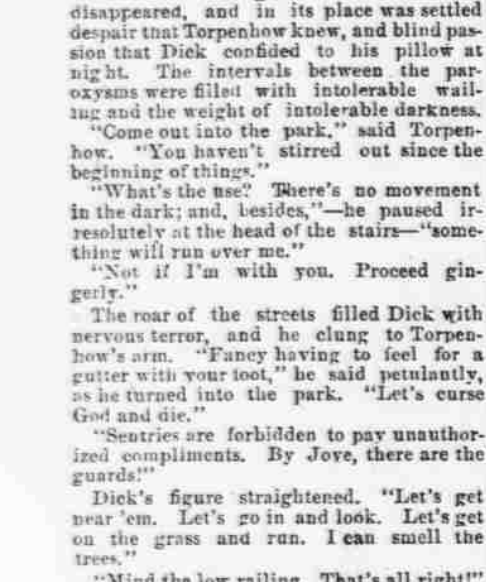 disappeared, and in its place was settled
despair that Torpenhow knew, and blind pas-
sion that Dick confided to his pillow at
night. The intervals between the par-
oxysms were filled with intolerable wait-
ing and the weight of intolerable darkness.
"Come out into the park," said Torpen-
how. "You haven't stirred out since the
beginning of things."
"What's the use? There's no movement
in the dark; and, besides,"—he paused ir-
resolutely at the head of the stairs—"some-
thing will run over me."
"Not if I'm with you. Proceed gin-
gerly."
The roar of the streets filled Dick with
nervous terror, and he clung to Torpen-
how's arm. "Fancy having to feel for a
gutter with your foot," he said petulantly,
as he turned into the park. "Let's curse
God and die."
"Sentries are forbidden to pay unauthor-
ized compliments. By Jove, there are the
guards!"
Dick's figure straightened. "Let's get
near 'em. Let's go in and look. Let's get
on the grass and run. I can smell the
trees."
"Mind the low railing. That's all right!"